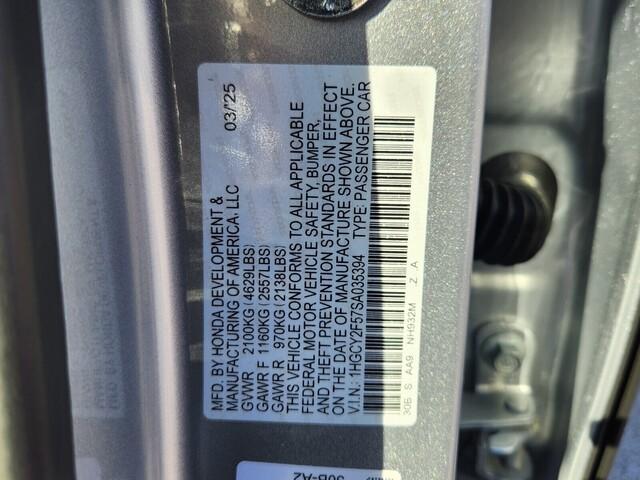 MFD. BY HONDA DEVELOPMENT & 03/'25
MANUFACTURING OF AMERICA, LLC
GVWR 2100KG (4629LBS)
GAWR F 1160KG (2557LBS)
GAWR R 970KG (2138LBS)
THIS VEHICLE CONFORMS TO ALL APPLICABLE
FEDERAL MOTOR VEHICLE SAFETY, BUMPER,
AND THEFT PREVENTION STANDARDS IN EFFECT
ON THE DATE OF MANUFACTURE SHOWN ABOVE.
V.I.N.: 1HGCY2F57SA035394 TYPE: PASSENGER CAR
30B S AA9 NH932M Z A
30B-A2